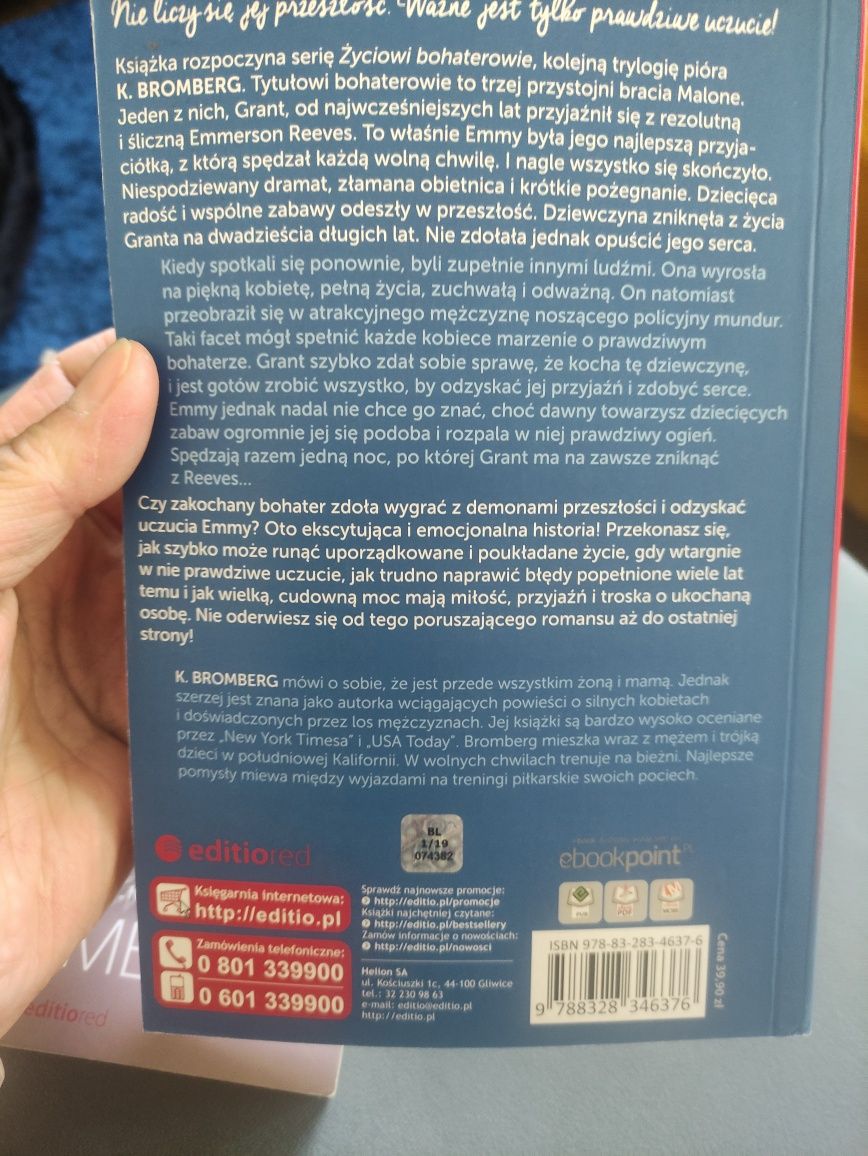 Nie liczy się jej przeszłość. Ważne jest tylko prawdziwe uczucie!
Książka rozpoczyna serię Życiowi bohaterowie, kolejną trylogię pióra
K. BROMBERG. Tytułowi bohaterowie to trzej przystojni bracia Malone.
Jeden z nich, Grant, od najwcześniejszych lat przyjaźnił się z rezolutną
i śliczną Emmerson Reeves. To właśnie Emmy była jego najlepszą przyja-
ciółką, z którą spędzał każdą wolną chwilę. I nagle wszystko się skończyło.
Niespodziewany dramat, złamana obietnica i krótkie pożegnanie. Dziecięca
radość i wspólne zabawy odeszły w przeszłość. Dziewczyna zniknęła z życia
Granta na dwadzieścia długich lat. Nie zdołała jednak opuścić jego serca.
Kiedy spotkali się ponownie, byli zupełnie innymi ludźmi. Ona wyrosła
na piękną kobietę, pełną życia, zuchwałą i odważną. On natomiast
przeobraził się w atrakcyjnego mężczyznę noszącego policyjny mundur.
Taki facet mógł spełnić każde kobiece marzenie o prawdziwym
bohaterze. Grant szybko zdał sobie sprawę, że kocha tę dziewczynę,
i jest gotów zrobić wszystko, by odzyskać jej przyjaźń i zdobyć serce.
Emmy jednak nadal nie chce go znać, choć dawny towarzysz dziecięcych
zabaw ogromnie jej się podoba i rozpala w niej prawdziwy ogień.
Spędzają razem jedną noc, po której Grant ma na zawsze zniknąć
z Reeves...
Czy zakochany bohater zdoła wygrać z demonami przeszłości i odzyskać
uczucia Emmy? Oto ekscytująca i emocjonalna historia! Przekonasz się,
jak szybko może runąć uporządkowane i poukładane życie, gdy wtargnie
w nie prawdziwe uczucie, jak trudno naprawić błędy popełnione wiele lat
temu i jak wielką, cudowną moc mają miłość, przyjaźń i troska o ukochaną
osobę. Nie oderwiesz się od tego poruszającego romansu aż do ostatniej
strony!
K. BROMBERG mówi o sobie, że jest przede wszystkim żoną i mamą. Jednak
szerzej jest znana jako autorka wciągających powieści o silnych kobietach
i doświadczonych przez los mężczyznach. Jej książki są bardzo wysoko oceniane
przez „New York Timesa” i „USA Today”. Bromberg mieszka wraz z mężem i trójką
dzieci w południowej Kalifornii. W wolnych chwilach trenuje na bieżni. Najlepsze
pomysły miewa między wyjazdami na treningi piłkarskie swoich pociech.
editiored
BL
1/19
074382
ebookpoint PL
Księgarnia internetowa:
http://editio.pl
Zamówienia telefoniczne:
0 801 339900
0 601 339900
Sprawdź najnowsze promocje:
http://editio.pl/promocje
Książki najchętniej czytane:
http://editio.pl/bestsellery
Zamów informacje o nowościach:
http://editio.pl/nowosci
Helion SA
ul. Kościuszki 1c, 44-100 Gliwice
tel.: 32 230 98 63
e-mail: editio@editio.pl
http://editio.pl
PDF
ISBN 978-83-283-4637-6
9 788328 346376
Cena 39,90 zł
ME
editiored